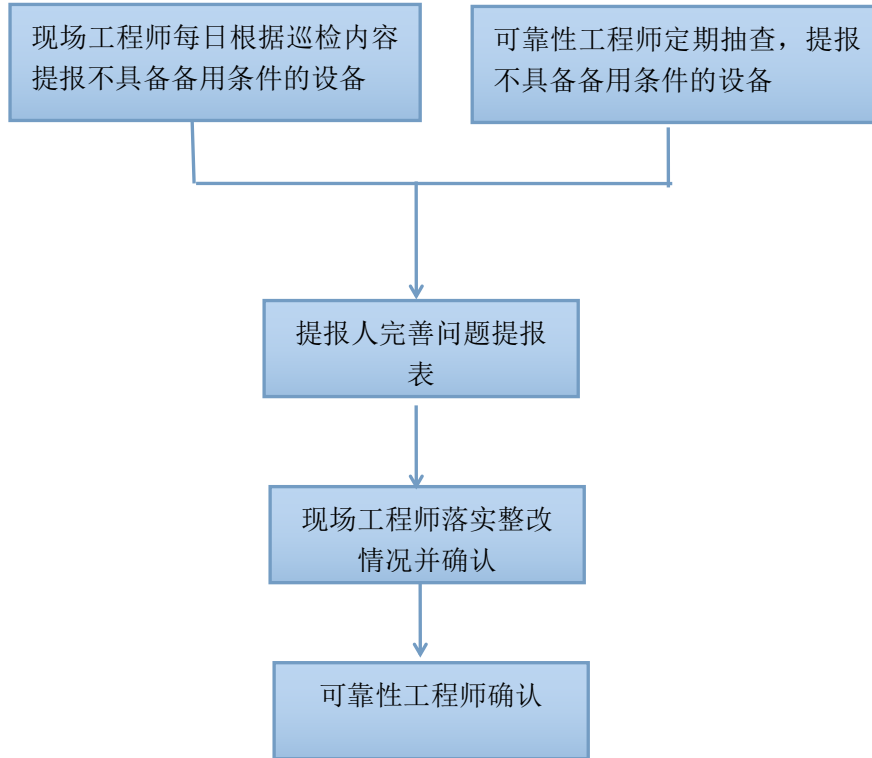 现场工程师每日根据巡检内容
提报不具备备用条件的设备
可靠性工程师定期抽查，提报
不具备备用条件的设备
提报人完善问题提报
表
现场工程师落实整改
情况并确认
可靠性工程师确认